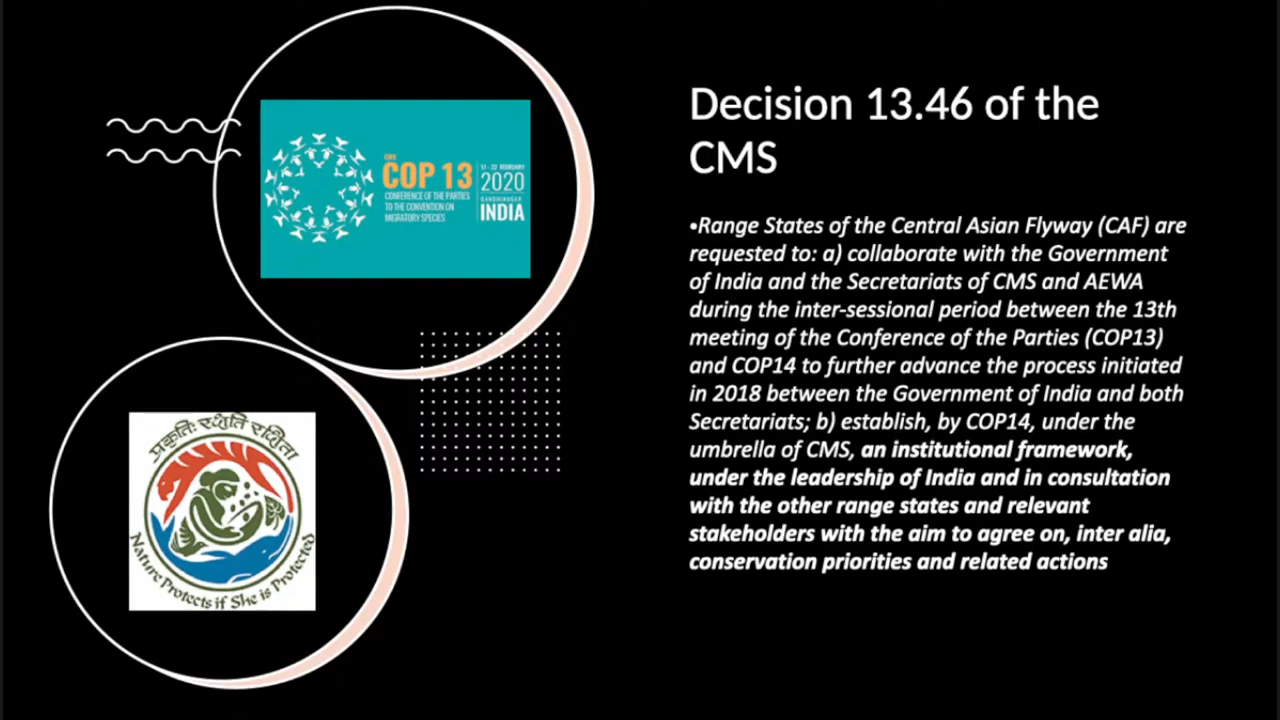 CMS
COP 13
CONFERENCE OF THE PARTIES
TO THE CONVENTION ON
MIGRATORY SPECIES
17 - 22 FEBRUARY
2020
GANDHINAGAR
INDIA
प्रकृतिः रक्षति रक्षिता
Nature Protects if She is Protected
Decision 13.46 of the
CMS
•Range States of the Central Asian Flyway (CAF) are
requested to: a) collaborate with the Government
of India and the Secretariats of CMS and AEWA
during the inter-sessional period between the 13th
meeting of the Conference of the Parties (COP13)
and COP14 to further advance the process initiated
in 2018 between the Government of India and both
Secretariats; b) establish, by COP14, under the
umbrella of CMS, an institutional framework,
under the leadership of India and in consultation
with the other range states and relevant
stakeholders with the aim to agree on, inter alia,
conservation priorities and related actions